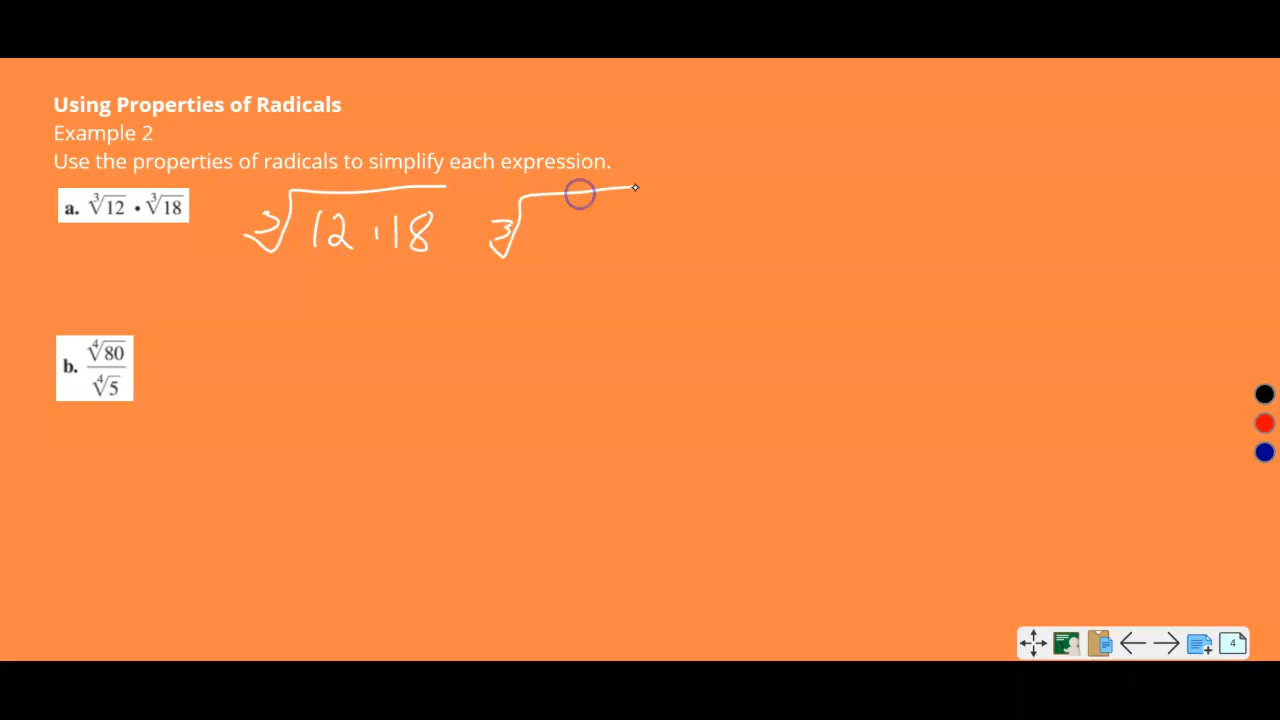 Using Properties of Radicals
Example 2
Use the properties of radicals to simplify each expression.
a. ∛12 • ∛18
∛12 · 18 ∛
b. ∜80 / ∜5
4